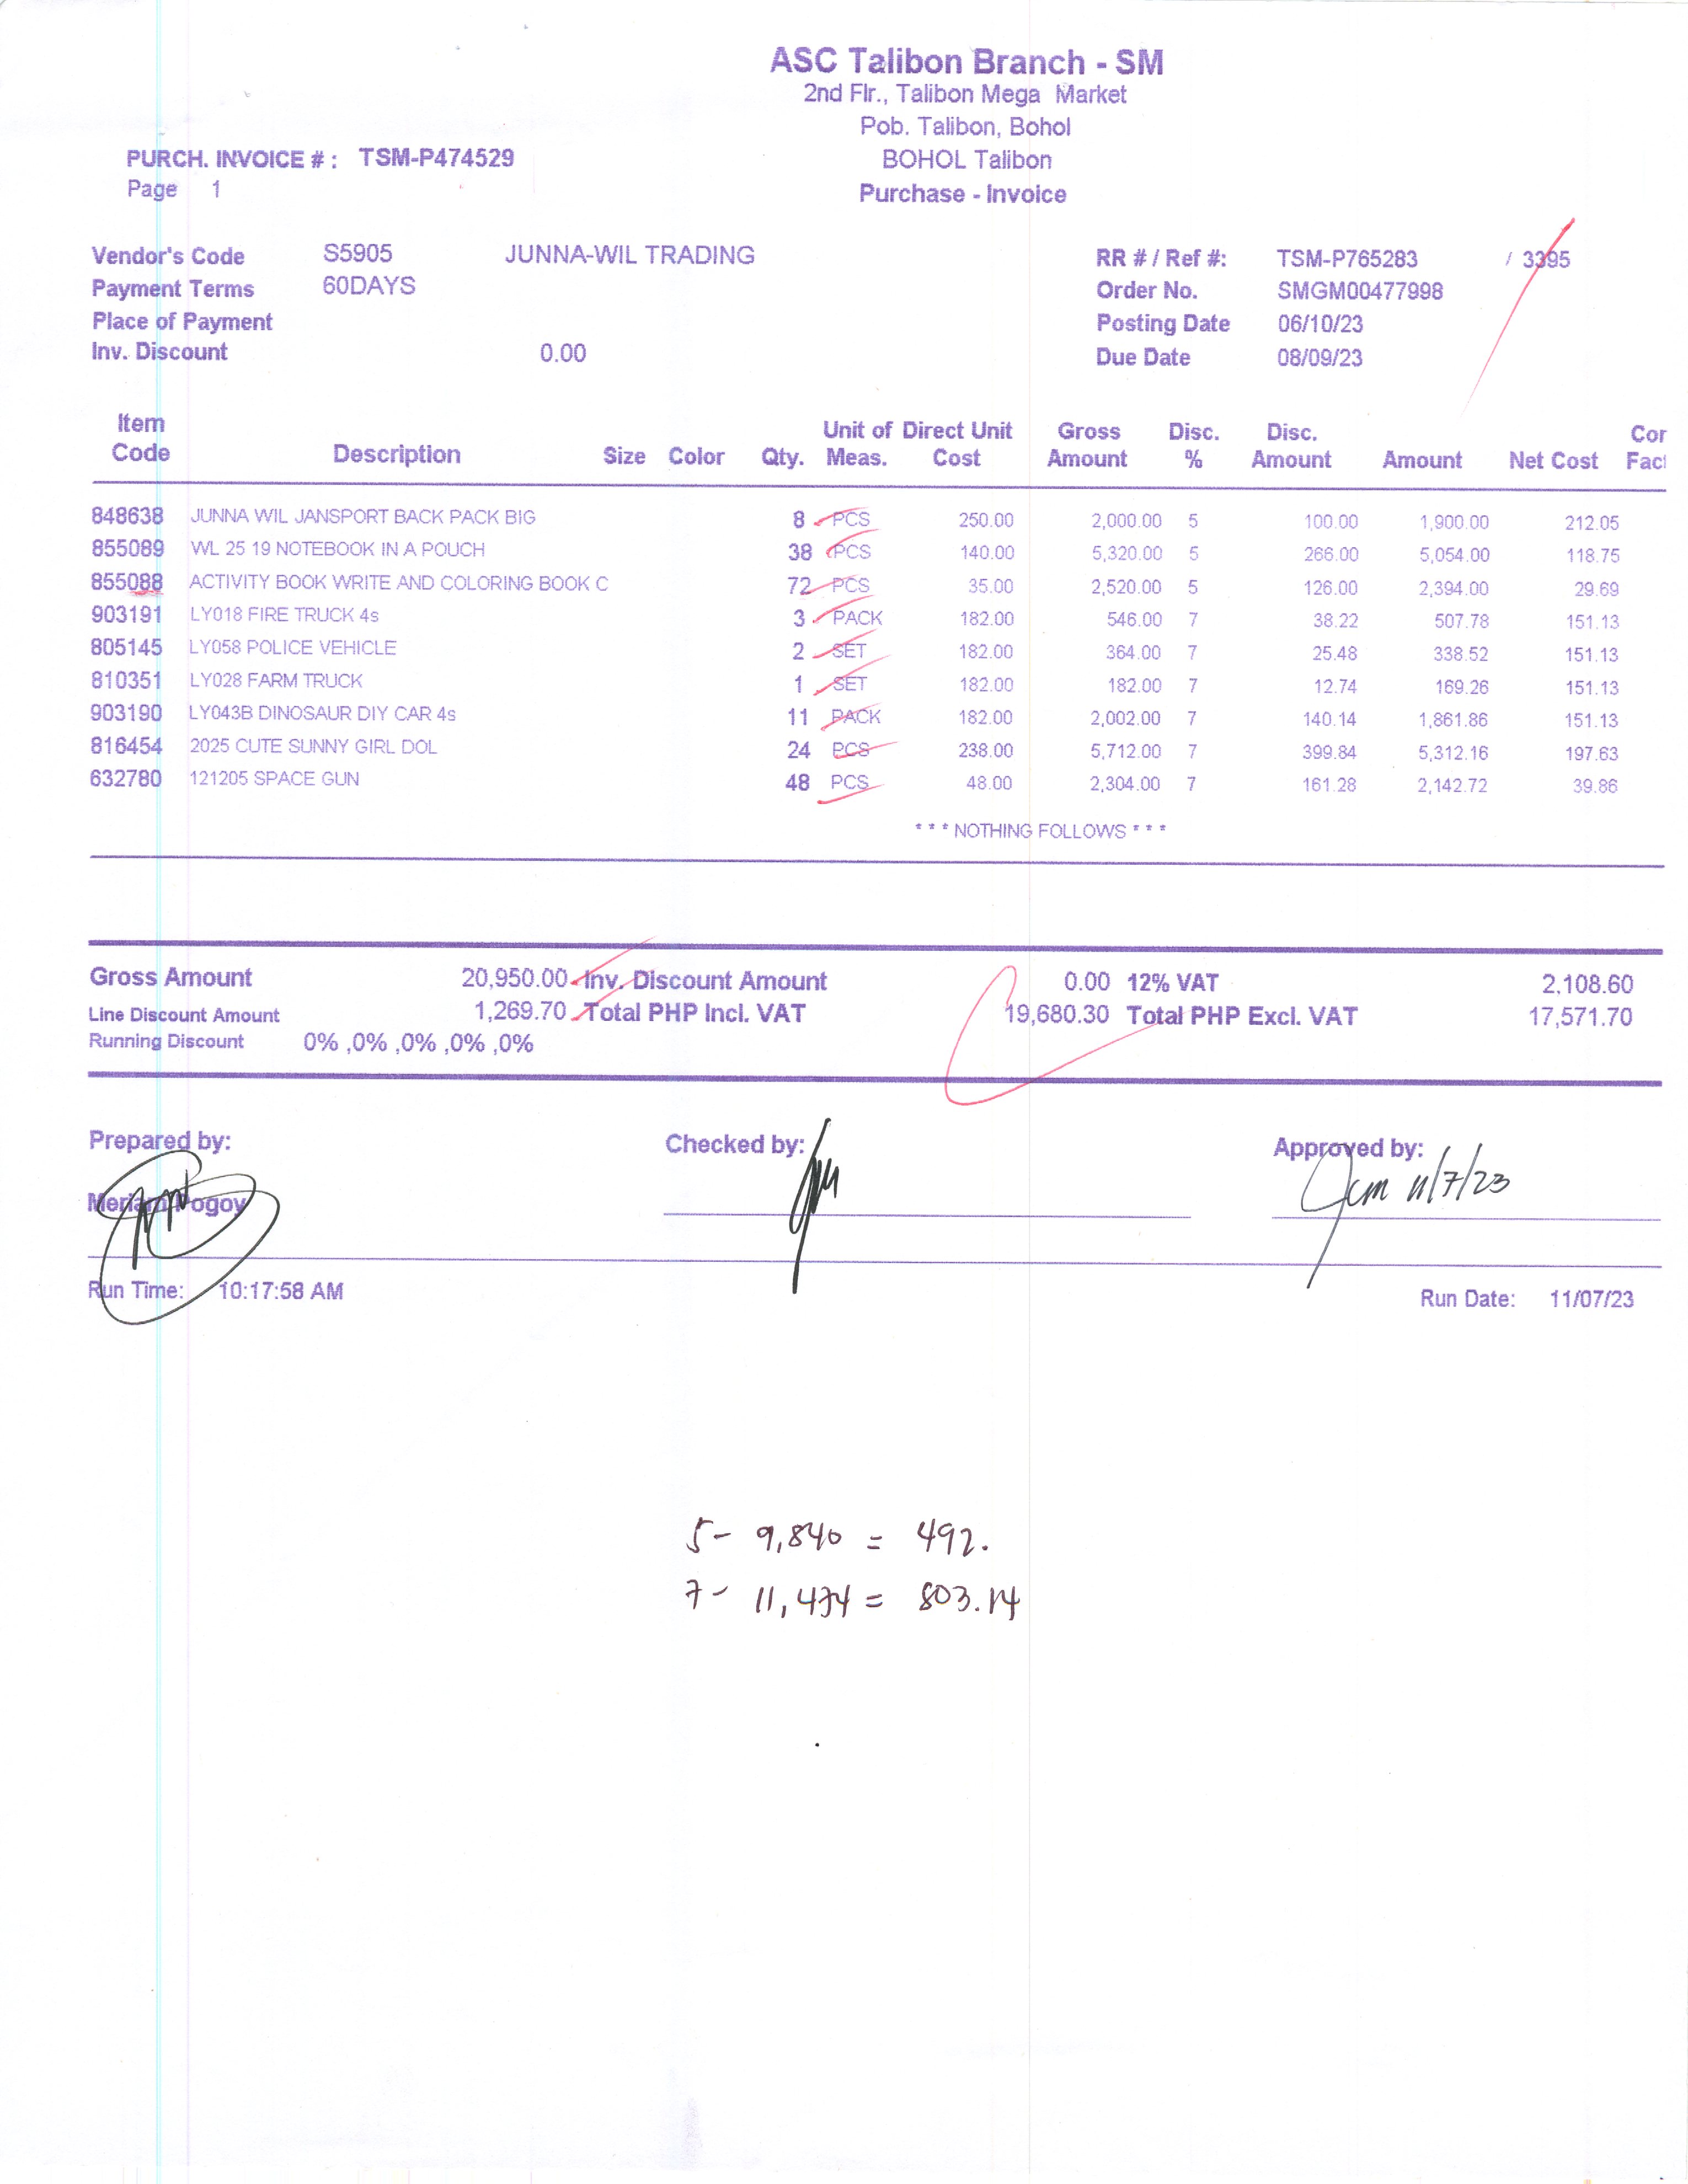 ASC Talibon Branch - SM
2nd Flr., Talibon Mega Market
Pob. Talibon, Bohol
BOHOL Talibon
Purchase - Invoice
PURCH. INVOICE # : TSM-P474529
Page 1
Vendor's Code S5905 JUNNA-WIL TRADING
Payment Terms 60DAYS
Place of Payment
Inv. Discount 0.00
RR # / Ref #: TSM-P765283 / 3395
Order No. SMGM00477998
Posting Date 06/10/23
Due Date 08/09/23
Item Code Description Size Color Qty. Unit of Meas. Direct Unit Cost Gross Amount Disc. % Disc. Amount Amount Net Cost Cor Fac
848638 JUNNA WIL JANSPORT BACK PACK BIG 8 PCS 250.00 2,000.00 5 100.00 1,900.00 212.05
855089 WL 25 19 NOTEBOOK IN A POUCH 38 PCS 140.00 5,320.00 5 266.00 5,054.00 118.75
855088 ACTIVITY BOOK WRITE AND COLORING BOOK C 72 PCS 35.00 2,520.00 5 126.00 2,394.00 29.69
903191 LY018 FIRE TRUCK 4s 3 PACK 182.00 546.00 7 38.22 507.78 151.13
805145 LY058 POLICE VEHICLE 2 SET 182.00 364.00 7 25.48 338.52 151.13
810351 LY028 FARM TRUCK 1 SET 182.00 182.00 7 12.74 169.26 151.13
903190 LY043B DINOSAUR DIY CAR 4s 11 PACK 182.00 2,002.00 7 140.14 1,861.86 151.13
816454 2025 CUTE SUNNY GIRL DOL 24 PCS 238.00 5,712.00 7 399.84 5,312.16 197.63
632780 121205 SPACE GUN 48 PCS 48.00 2,304.00 7 161.28 2,142.72 39.86
* * * NOTHING FOLLOWS * * *
Gross Amount 20,950.00 Inv. Discount Amount 0.00 12% VAT 2,108.60
Line Discount Amount 1,269.70 Total PHP Incl. VAT 19,680.30 Total PHP Excl. VAT 17,571.70
Running Discount 0% ,0% ,0% ,0% ,0%
Prepared by: Checked by: Approved by:
Meriam Pogoy 11/7/23
Run Time: 10:17:58 AM Run Date: 11/07/23
5- 9,840 = 492.
7- 11,474 = 803.14